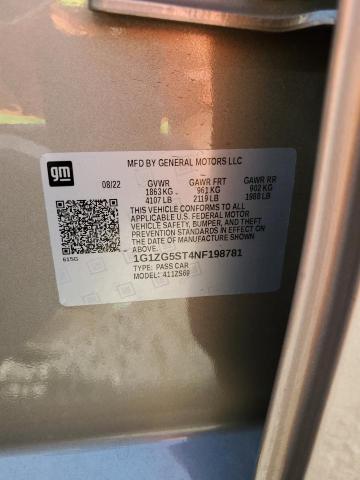 gm
MFD BY GENERAL MOTORS LLC
08/22 GVWR GAWR FRT GAWR RR
1863 KG 961 KG 902 KG
4107 LB 2119 LB 1988 LB
THIS VEHICLE CONFORMS TO ALL
APPLICABLE U.S. FEDERAL MOTOR
VEHICLE SAFETY, BUMPER, AND THEFT
PREVENTION STANDARDS IN EFFECT
ON THE DATE OF MANUFACTURE
SHOWN ABOVE.
615G
1G1ZG5ST4NF198781
TYPE: PASS CAR
MODEL: 411ZS69